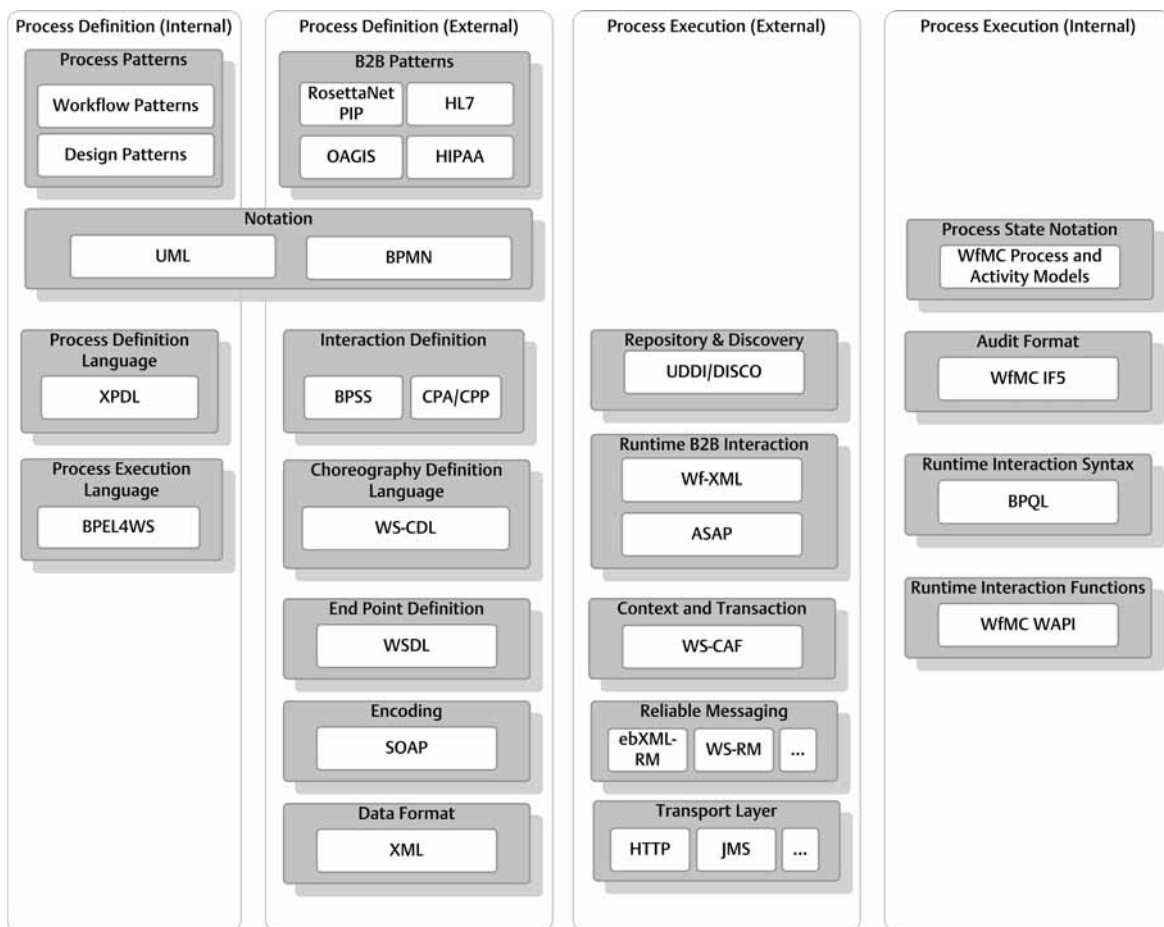 Process Definition (Internal)
Process Patterns
Workflow Patterns
Design Patterns
Process Definition (External)
B2B Patterns
RosettaNet
PIP
HL7
OAGIS
HIPAA
Notation
UML
BPMN
Process Definition
Language
XPDL
Process Execution
Language
BPEL4WS
Interaction Definition
BPSS
CPA/CPP
Choreography Definition
Language
WS-CDL
End Point Definition
WSDL
Encoding
SOAP
Data Format
XML
Process Execution (External)
Repository & Discovery
UDDI/DISCO
Runtime B2B Interaction
Wf-XML
ASAP
Context and Transaction
WS-CAF
Reliable Messaging
ebXML-
RM
WS-RM
...
Transport Layer
HTTP
JMS
...
Process Execution (Internal)
Process State Notation
WfMC Process and
Activity Models
Audit Format
WfMC IF5
Runtime Interaction Syntax
BPQL
Runtime Interaction Functions
WfMC WAPI